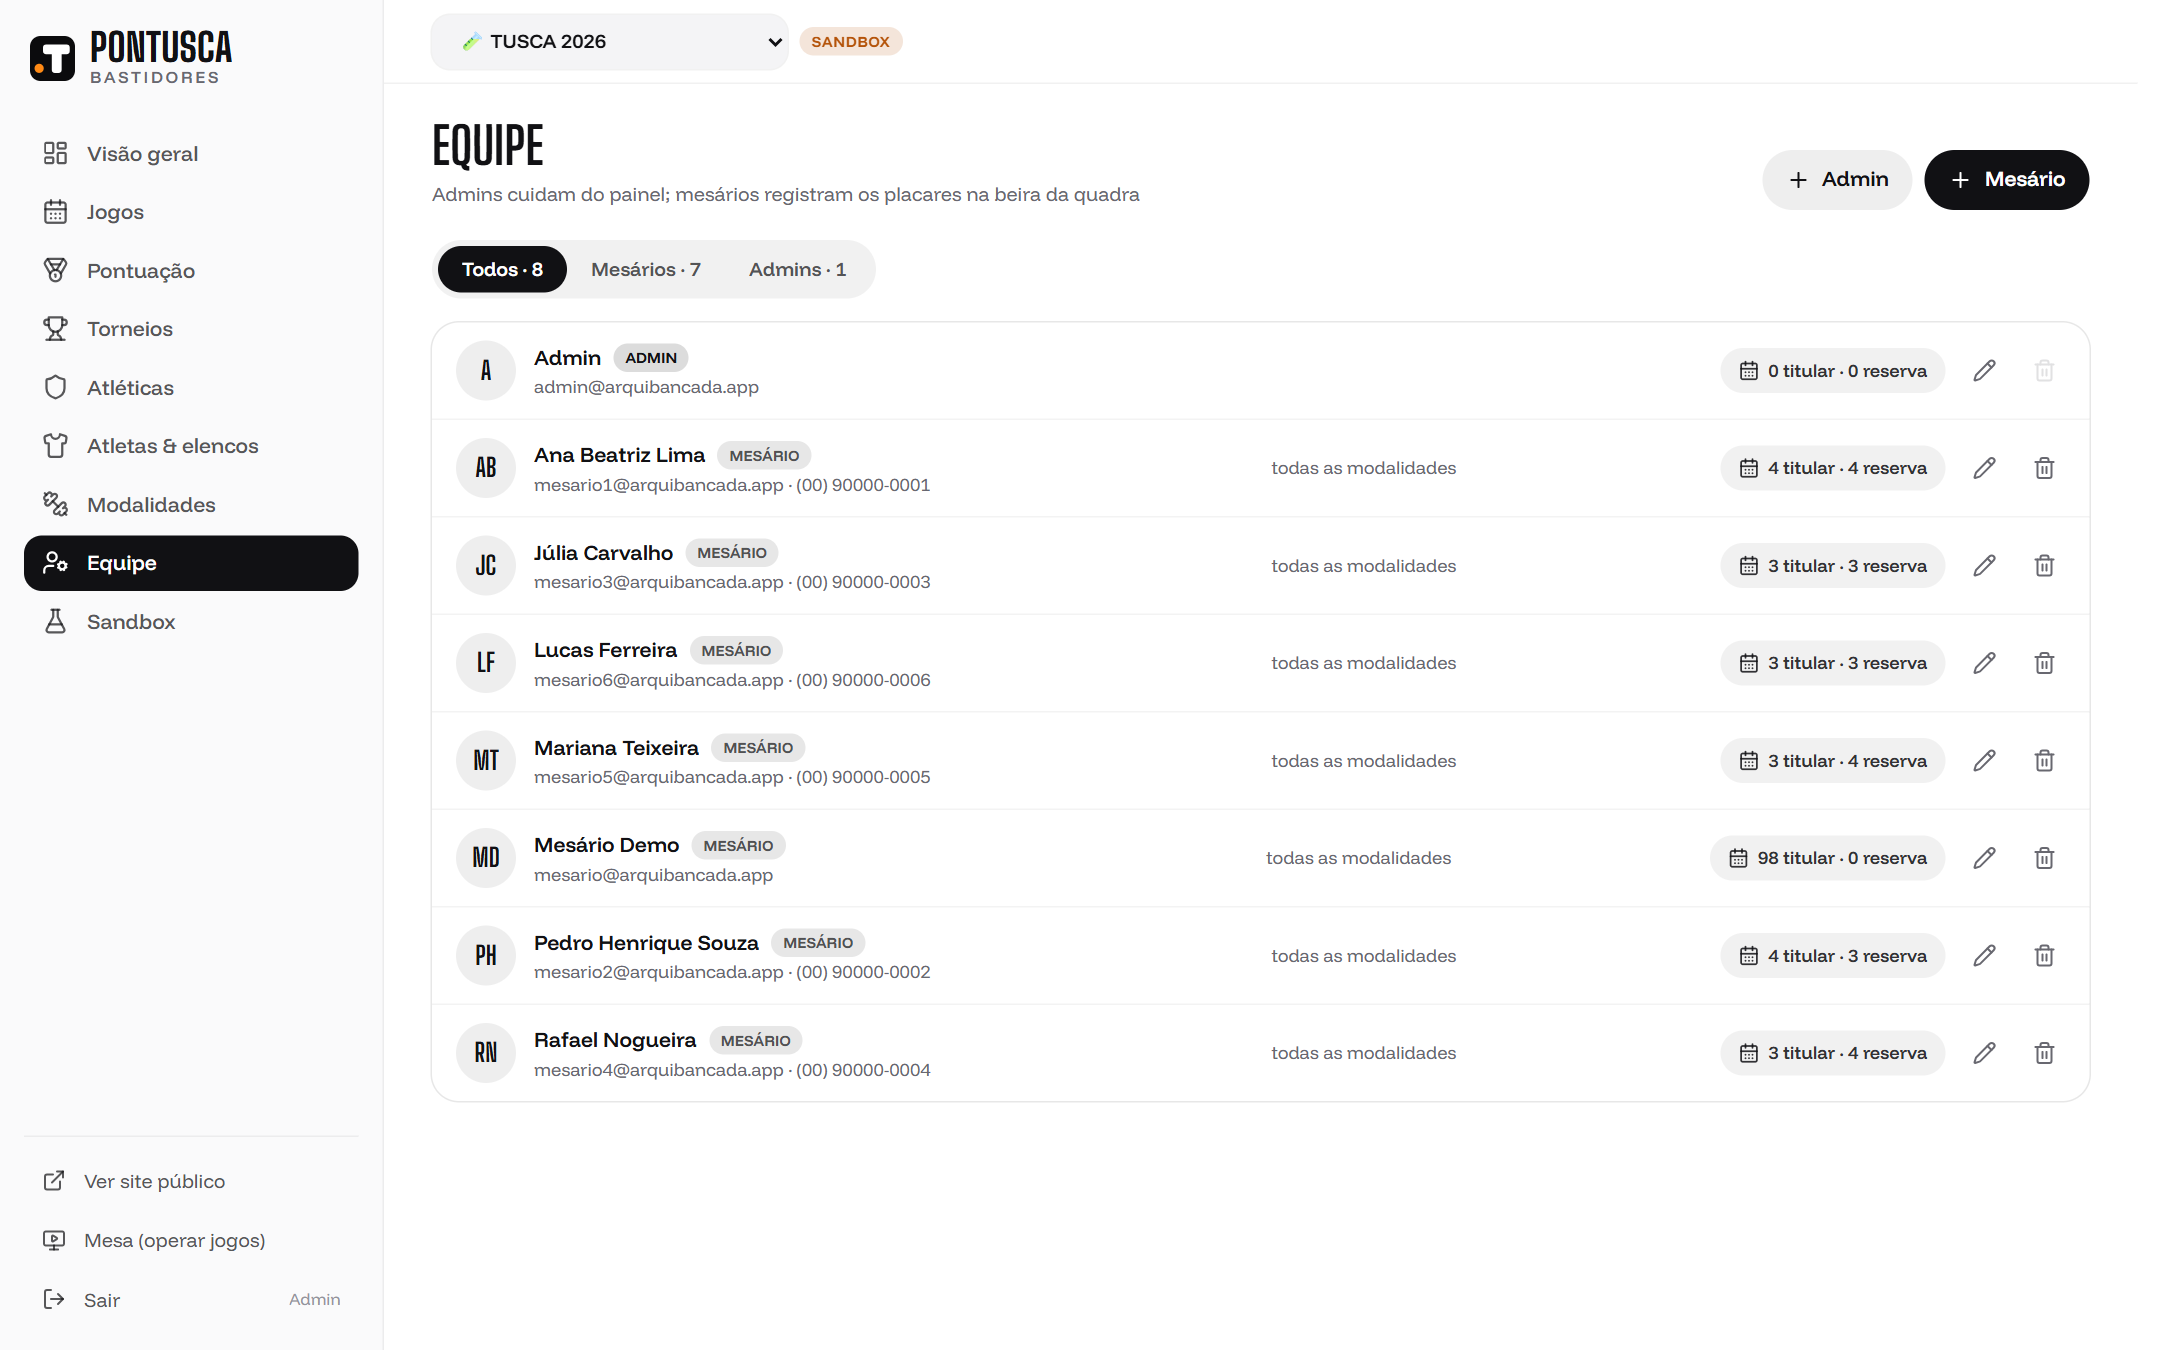 .T PONTUSCA
BASTIDORES
Visão geral
Jogos
Pontuação
Torneios
Atléticas
Atletas & elencos
Modalidades
Equipe
Sandbox
Ver site público
Mesa (operar jogos)
Sair Admin
TUSCA 2026 SANDBOX
EQUIPE
Admins cuidam do painel; mesários registram os placares na beira da quadra
+ Admin + Mesário
Todos · 8 Mesários · 7 Admins · 1
A Admin ADMIN
admin@arquibancada.app
0 titular · 0 reserva
AB Ana Beatriz Lima MESÁRIO
mesario1@arquibancada.app · (00) 90000-0001
todas as modalidades 4 titular · 4 reserva
JC Júlia Carvalho MESÁRIO
mesario3@arquibancada.app · (00) 90000-0003
todas as modalidades 3 titular · 3 reserva
LF Lucas Ferreira MESÁRIO
mesario6@arquibancada.app · (00) 90000-0006
todas as modalidades 3 titular · 3 reserva
MT Mariana Teixeira MESÁRIO
mesario5@arquibancada.app · (00) 90000-0005
todas as modalidades 3 titular · 4 reserva
MD Mesário Demo MESÁRIO
mesario@arquibancada.app
todas as modalidades 98 titular · 0 reserva
PH Pedro Henrique Souza MESÁRIO
mesario2@arquibancada.app · (00) 90000-0002
todas as modalidades 4 titular · 3 reserva
RN Rafael Nogueira MESÁRIO
mesario4@arquibancada.app · (00) 90000-0004
todas as modalidades 3 titular · 4 reserva